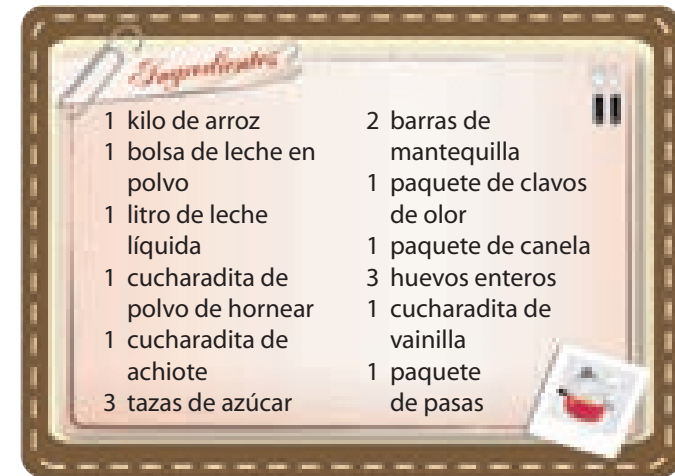 Ingredientes
1 kilo de arroz
1 bolsa de leche en
polvo
1 litro de leche
líquida
1 cucharadita de
polvo de hornear
1 cucharadita de
achiote
3 tazas de azúcar
2 barras de
mantequilla
1 paquete de clavos
de olor
1 paquete de canela
3 huevos enteros
1 cucharadita de
vainilla
1 paquete
de pasas